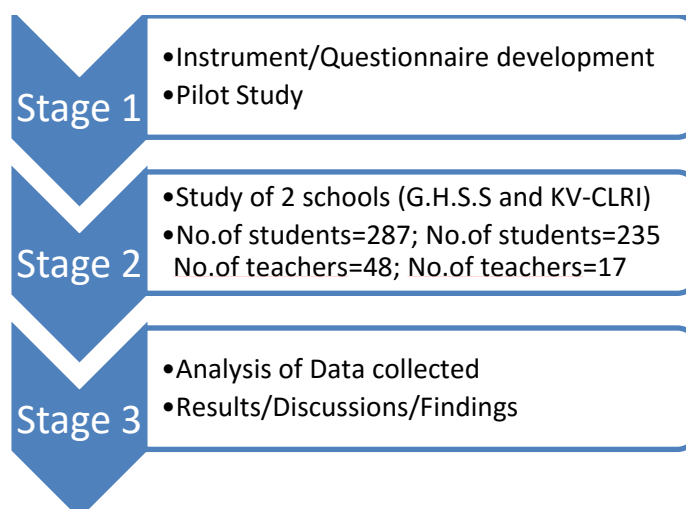 Stage 1
•Instrument/Questionnaire development
•Pilot Study
Stage 2
•Study of 2 schools (G.H.S.S and KV-CLRI)
•No.of students=287; No.of students=235
No.of teachers=48; No.of teachers=17
Stage 3
•Analysis of Data collected
•Results/Discussions/Findings